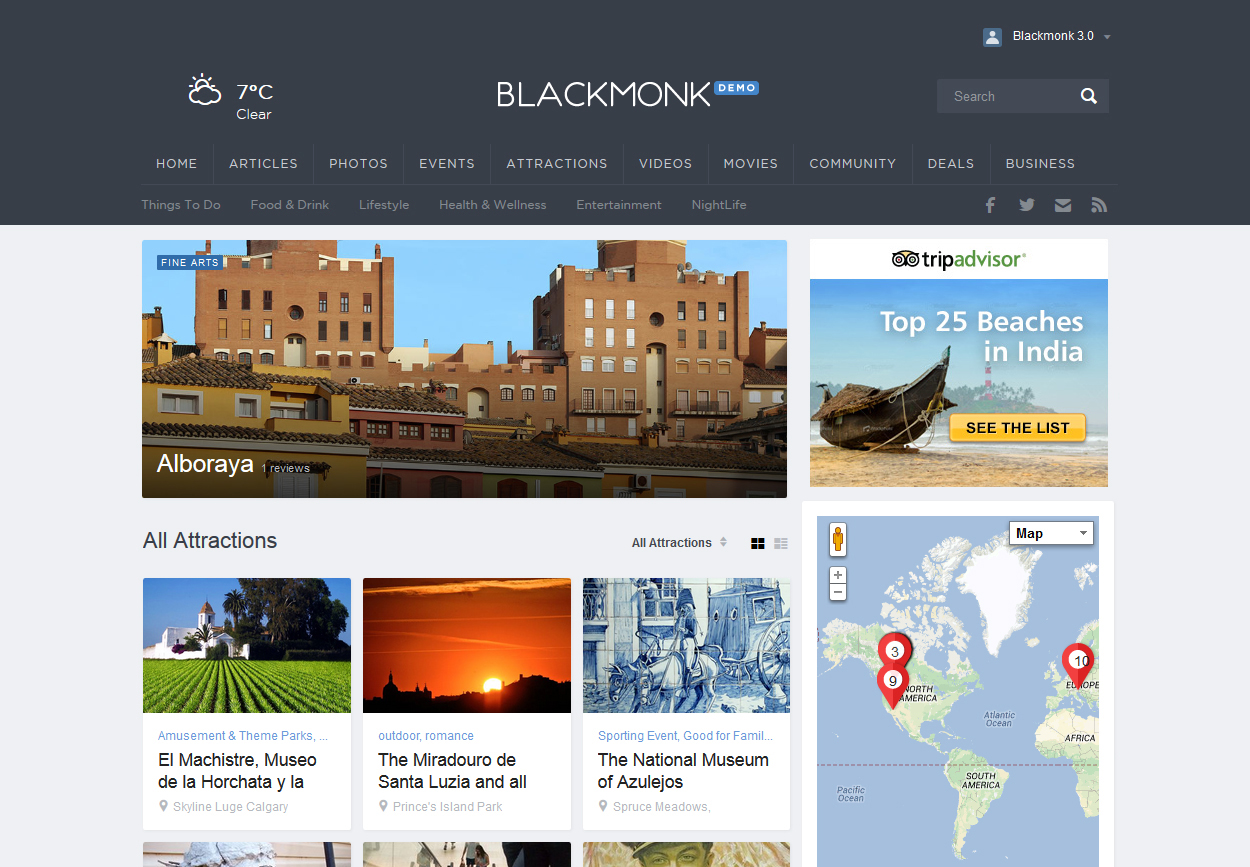 Blackmonk 3.0
7°C
Clear
BLACKMONK DEMO
Search
HOME ARTICLES PHOTOS EVENTS ATTRACTIONS VIDEOS MOVIES COMMUNITY DEALS BUSINESS
Things To Do Food & Drink Lifestyle Health & Wellness Entertainment NightLife
FINE ARTS
Alboraya 1 reviews
tripadvisor®
Top 25 Beaches
in India
SEE THE LIST
All Attractions
All Attractions
Amusement & Theme Parks, ...
El Machistre, Museo
de la Horchata y la
Skyline Luge Calgary
outdoor, romance
The Miradouro de
Santa Luzia and all
Prince's Island Park
Sporting Event, Good for Famil...
The National Museum
of Azulejos
Spruce Meadows,
Map
+
−
3
9
10
NORTH
AMERICA
EUROPE
Atlantic
Ocean
AFRICA
SOUTH
AMERICA
Pacific
Ocean